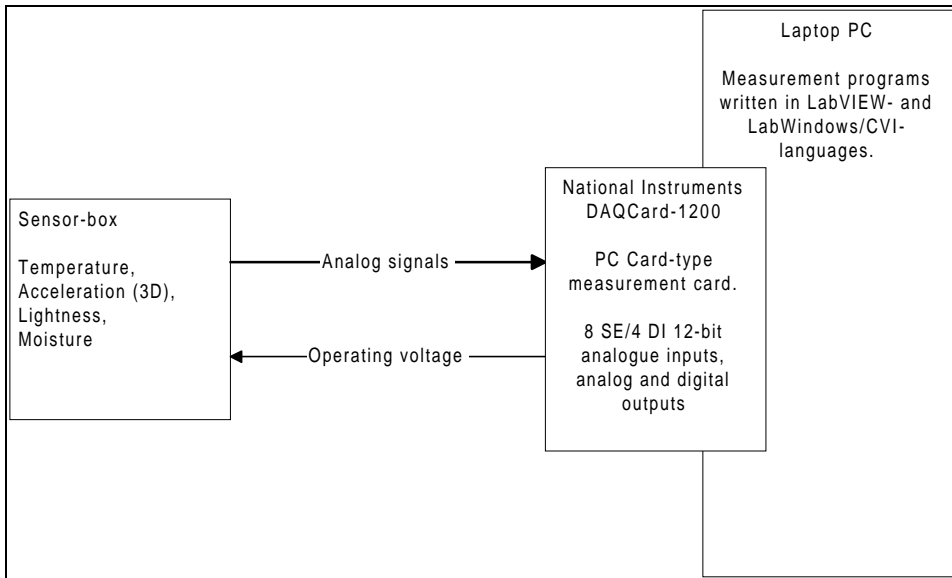 Laptop PC
Measurement programs
written in LabVIEW- and
LabWindows/CVI-
languages.
National Instruments
DAQCard-1200
PC Card-type
measurement card.
8 SE/4 DI 12-bit
analogue inputs,
analog and digital
outputs
Sensor-box
Temperature,
Acceleration (3D),
Lightness,
Moisture
Analog signals
Operating voltage